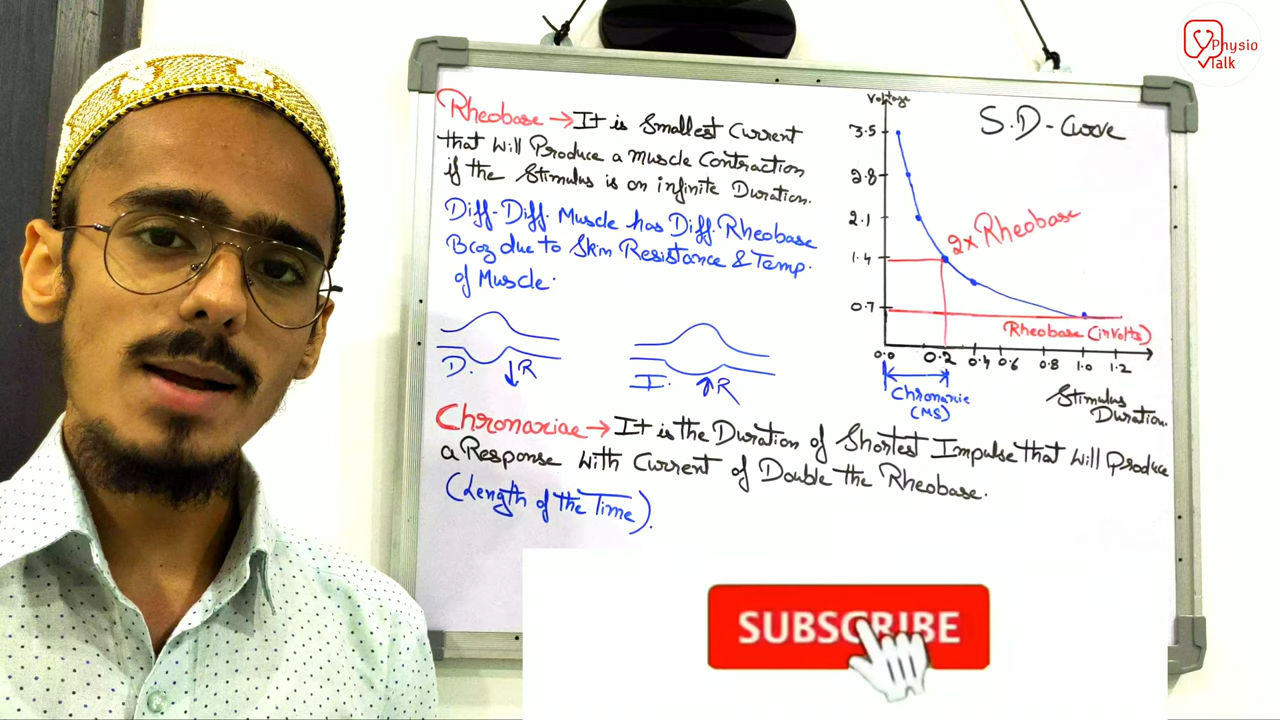 Physio
Talk
Rheobase → It is Smallest Current
that will Produce a Muscle Contraction
if the Stimulus is on infinite Duration.
Diff-Diff. Muscle has Diff. Rheobase
Bcoz due to Skin Resistance & Temp.
of Muscle.
D. ↓R
I. ↑R
S.D-Curve
Voltage
3.5
2.8
2.1
1.4
0.7
2x Rheobase
Rheobase (in Volts)
0.0 0.2 0.4 0.6 0.8 1.0 1.2
Chronaxie
(MS)
Stimulus
Duration.
Chronaxiae → It is the Duration of Shortest Impulse that will Produce
a Response with Current of Double the Rheobase.
(Length of the Time).
SUBSCRIBE